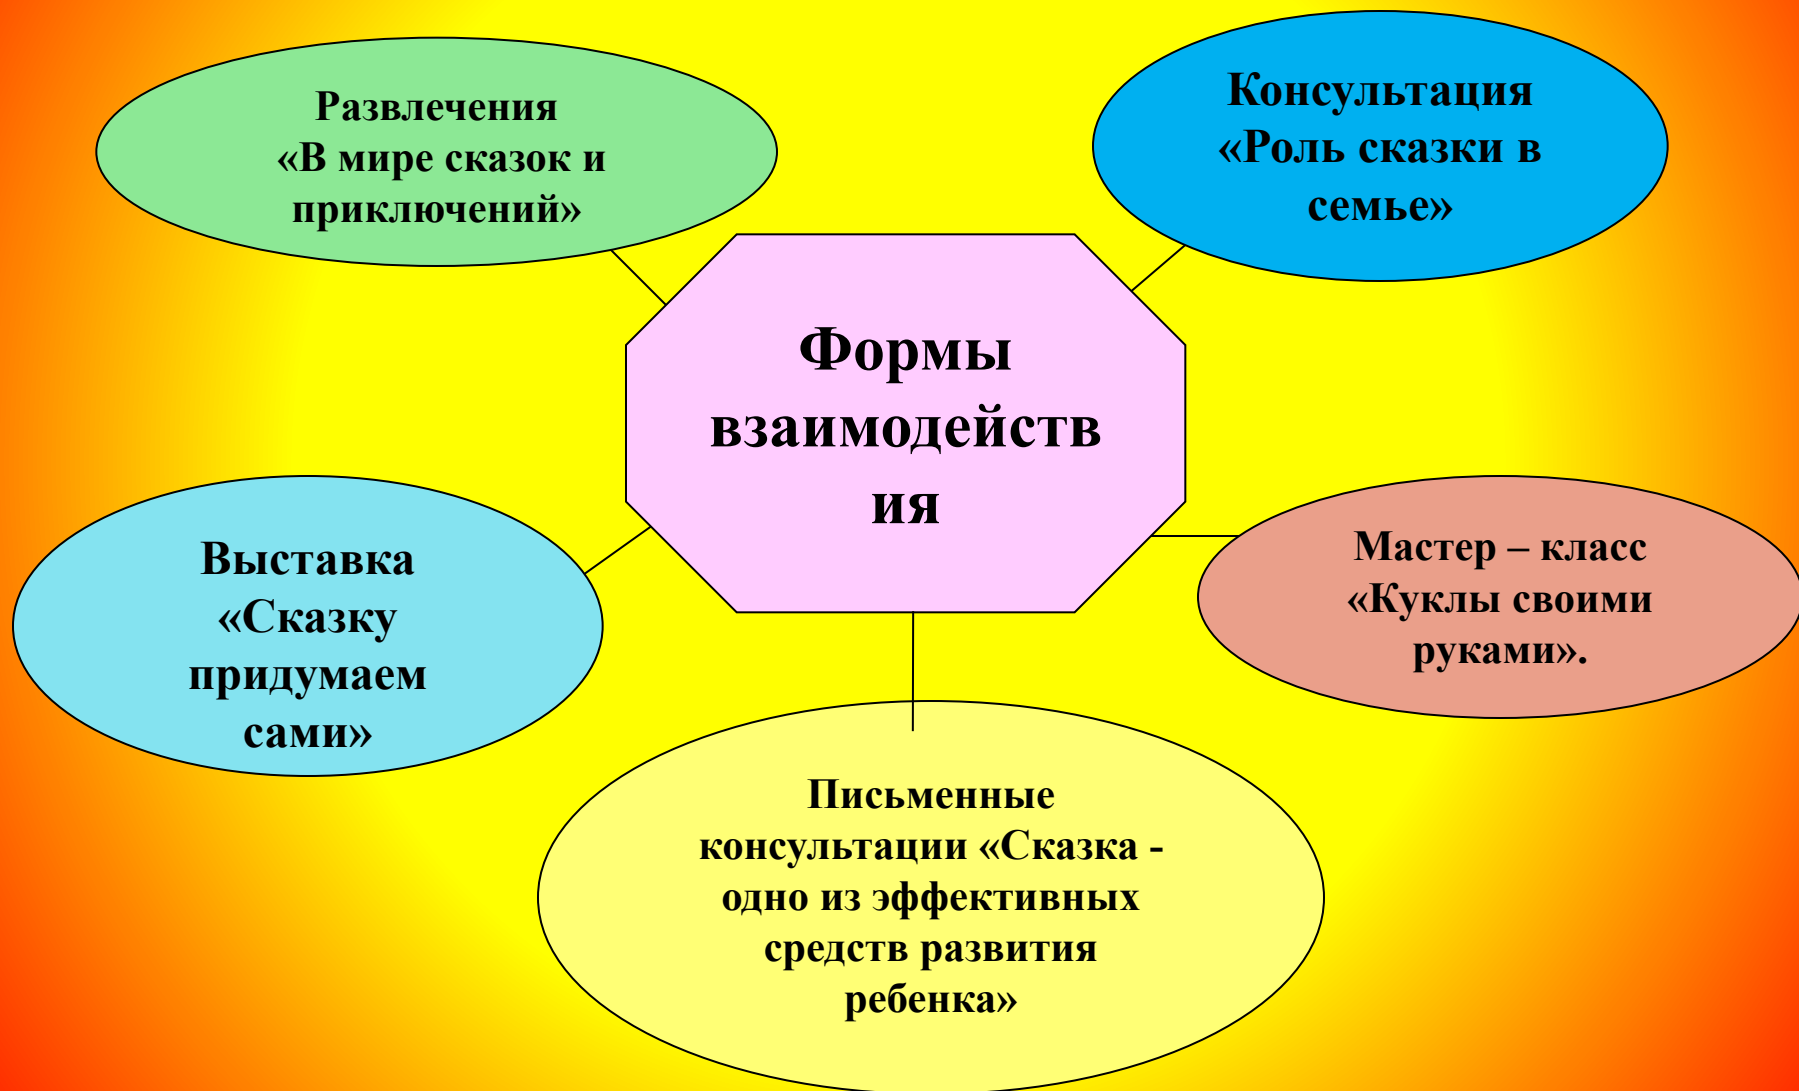 Развлечения
«В мире сказок и
приключений»
Консультация
«Роль сказки в
семье»
Формы
взаимодейств
ия
Выставка
«Сказку
придумаем
сами»
Мастер – класс
«Куклы своими
руками».
Письменные
консультации «Сказка -
одно из эффективных
средств развития
ребенка»